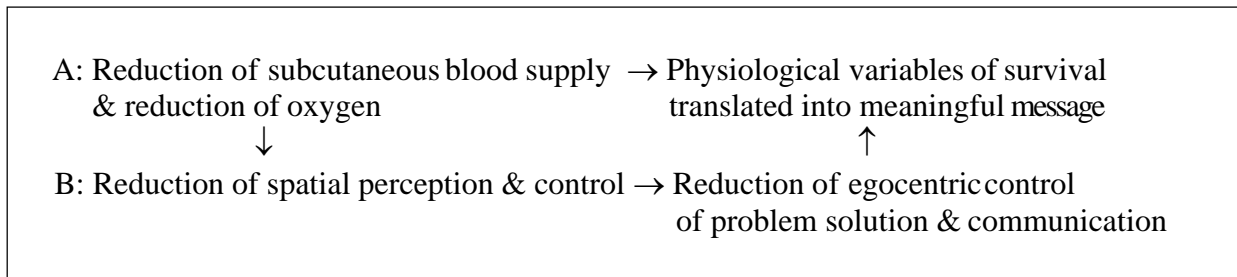 A: Reduction of subcutaneous blood supply → Physiological variables of survival
& reduction of oxygen translated into meaningful message
↓ ↑
B: Reduction of spatial perception & control → Reduction of egocentric control
of problem solution & communication